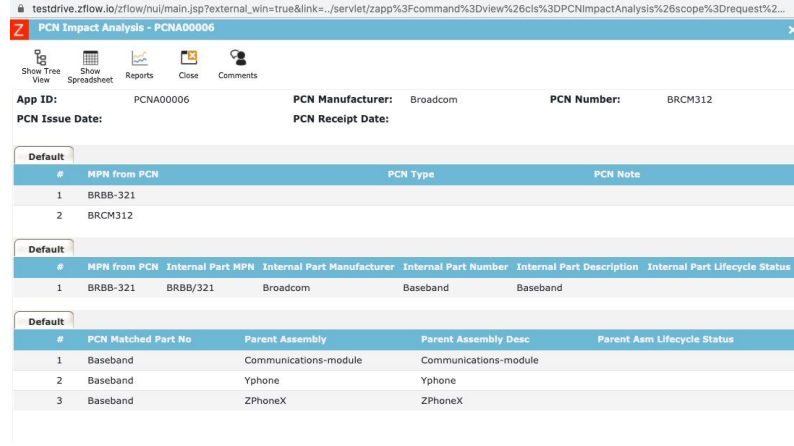 testdrive.zflow.io/zflow/nui/main.jsp?external_win=true&link=../servlet/zapp%3Fcommand%3Dview%26cls%3DPCNImpactAnalysis%26scope%3Drequest%2...
Z PCN Impact Analysis - PCNA00006
Show Tree View Show Spreadsheet Reports Close Comments
App ID: PCNA00006 PCN Manufacturer: Broadcom PCN Number: BRCM312
PCN Issue Date: PCN Receipt Date:
Default
# MPN from PCN PCN Type PCN Note
1 BRBB-321
2 BRCM312
Default
# MPN from PCN Internal Part MPN Internal Part Manufacturer Internal Part Number Internal Part Description Internal Part Lifecycle Status
1 BRBB-321 BRBB/321 Broadcom Baseband Baseband
Default
# PCN Matched Part No Parent Assembly Parent Assembly Desc Parent Asm Lifecycle Status
1 Baseband Communications-module Communications-module
2 Baseband Yphone Yphone
3 Baseband ZPhoneX ZPhoneX